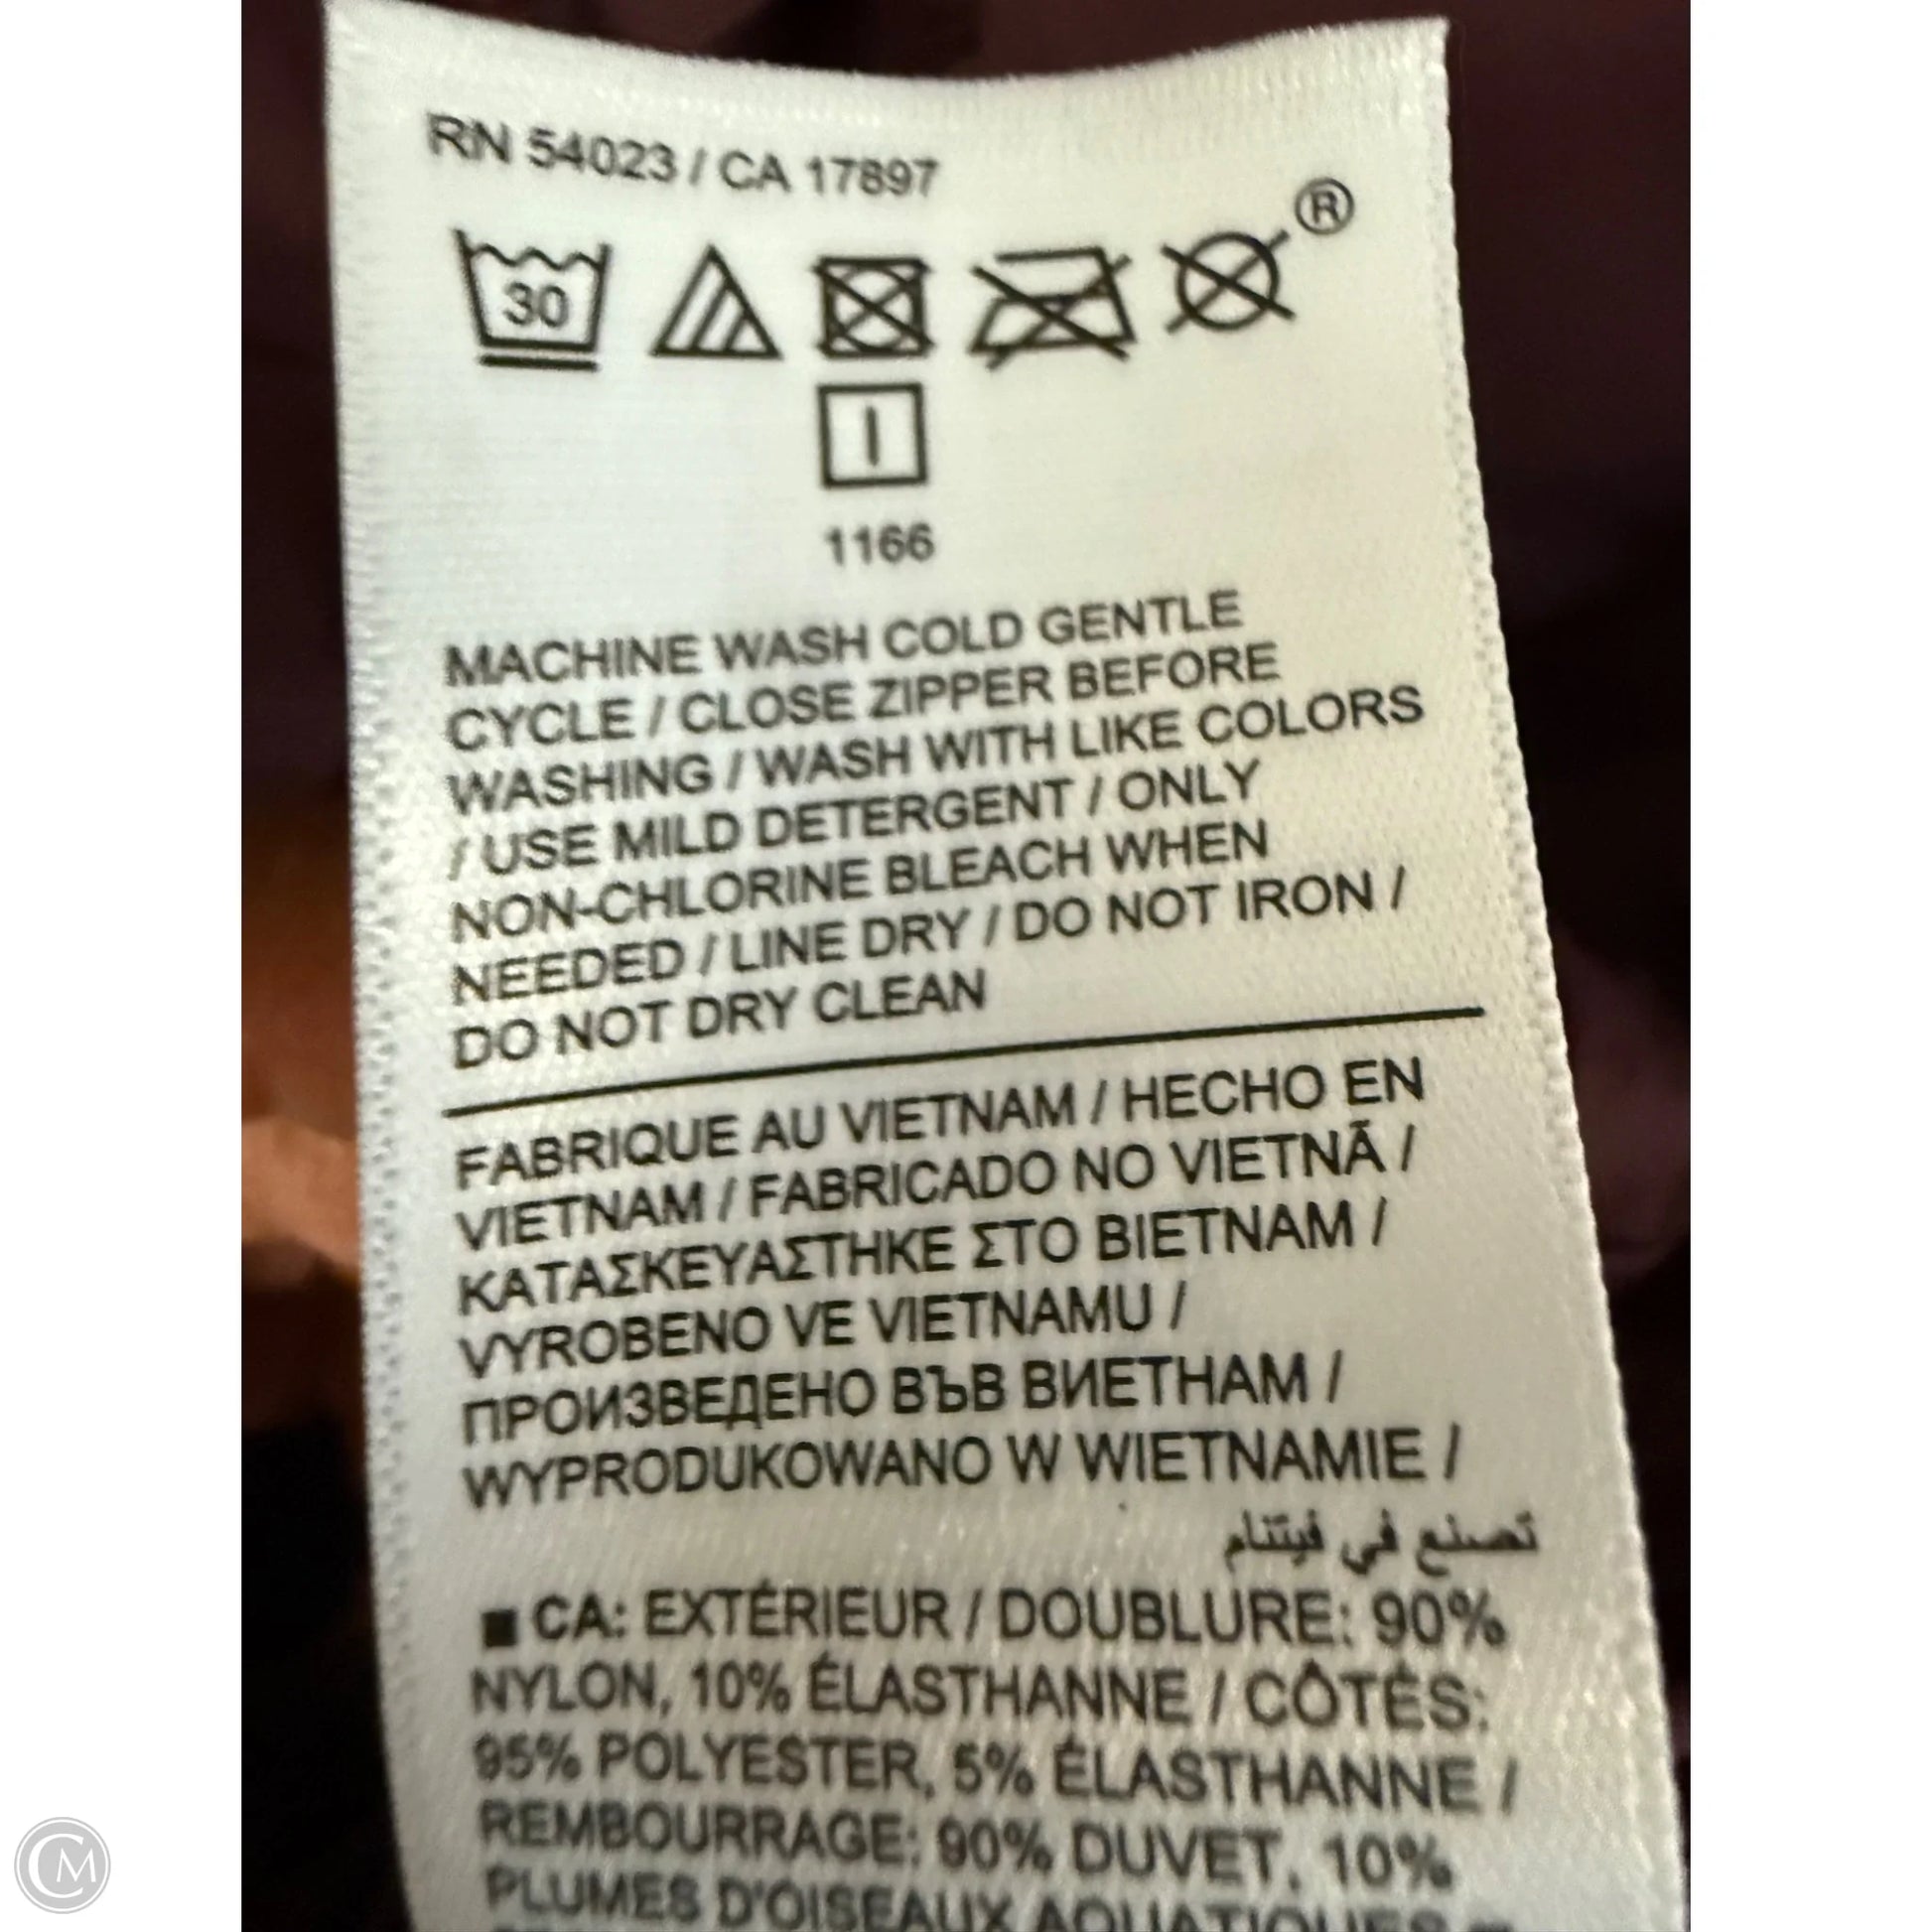 RN 54023 / CA 17897
30
®
1166
MACHINE WASH COLD GENTLE
CYCLE / CLOSE ZIPPER BEFORE
WASHING / WASH WITH LIKE COLORS
/ USE MILD DETERGENT / ONLY
NON-CHLORINE BLEACH WHEN
NEEDED / LINE DRY / DO NOT IRON /
DO NOT DRY CLEAN
FABRIQUE AU VIETNAM / HECHO EN
VIETNAM / FABRICADO NO VIETNÃ /
ΚΑΤΑΣΚΕΥΑΣΤΗΚΕ ΣΤΟ ΒΙΕΤΝΑΜ /
VYROBENO VE VIETNAMU /
ПРОИЗВЕДЕНО ВЪВ ВИЕТНАМ /
WYPRODUKOWANO W WIETNAMIE /
تصنع في فيتنام
■ CA: EXTÉRIEUR / DOUBLURE: 90%
NYLON, 10% ÉLASTHANNE / CÔTÉS:
95% POLYESTER, 5% ÉLASTHANNE /
REMBOURRAGE: 90% DUVET, 10%
PLUMES D'OISEAUX AQUATIQUES
CM